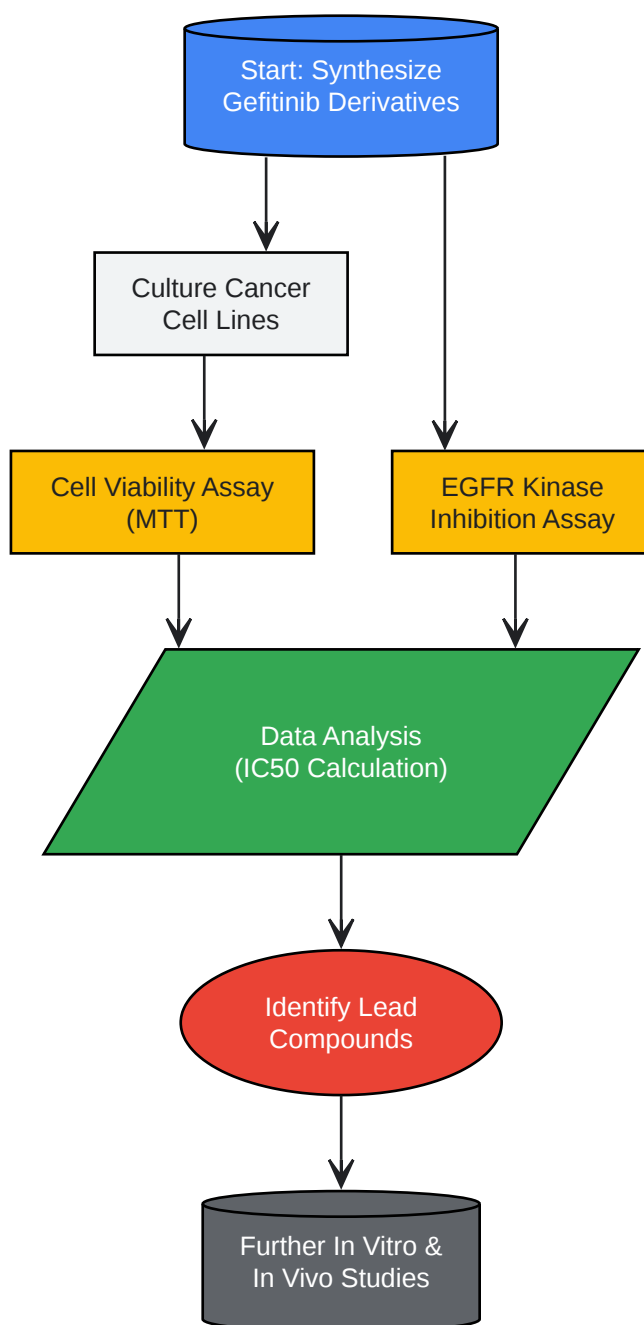 Start: Synthesize
Gefitinib Derivatives
Culture Cancer
Cell Lines
Cell Viability Assay
(MTT)
EGFR Kinase
Inhibition Assay
Data Analysis
(IC50 Calculation)
Identify Lead
Compounds
Further In Vitro &
In Vivo Studies